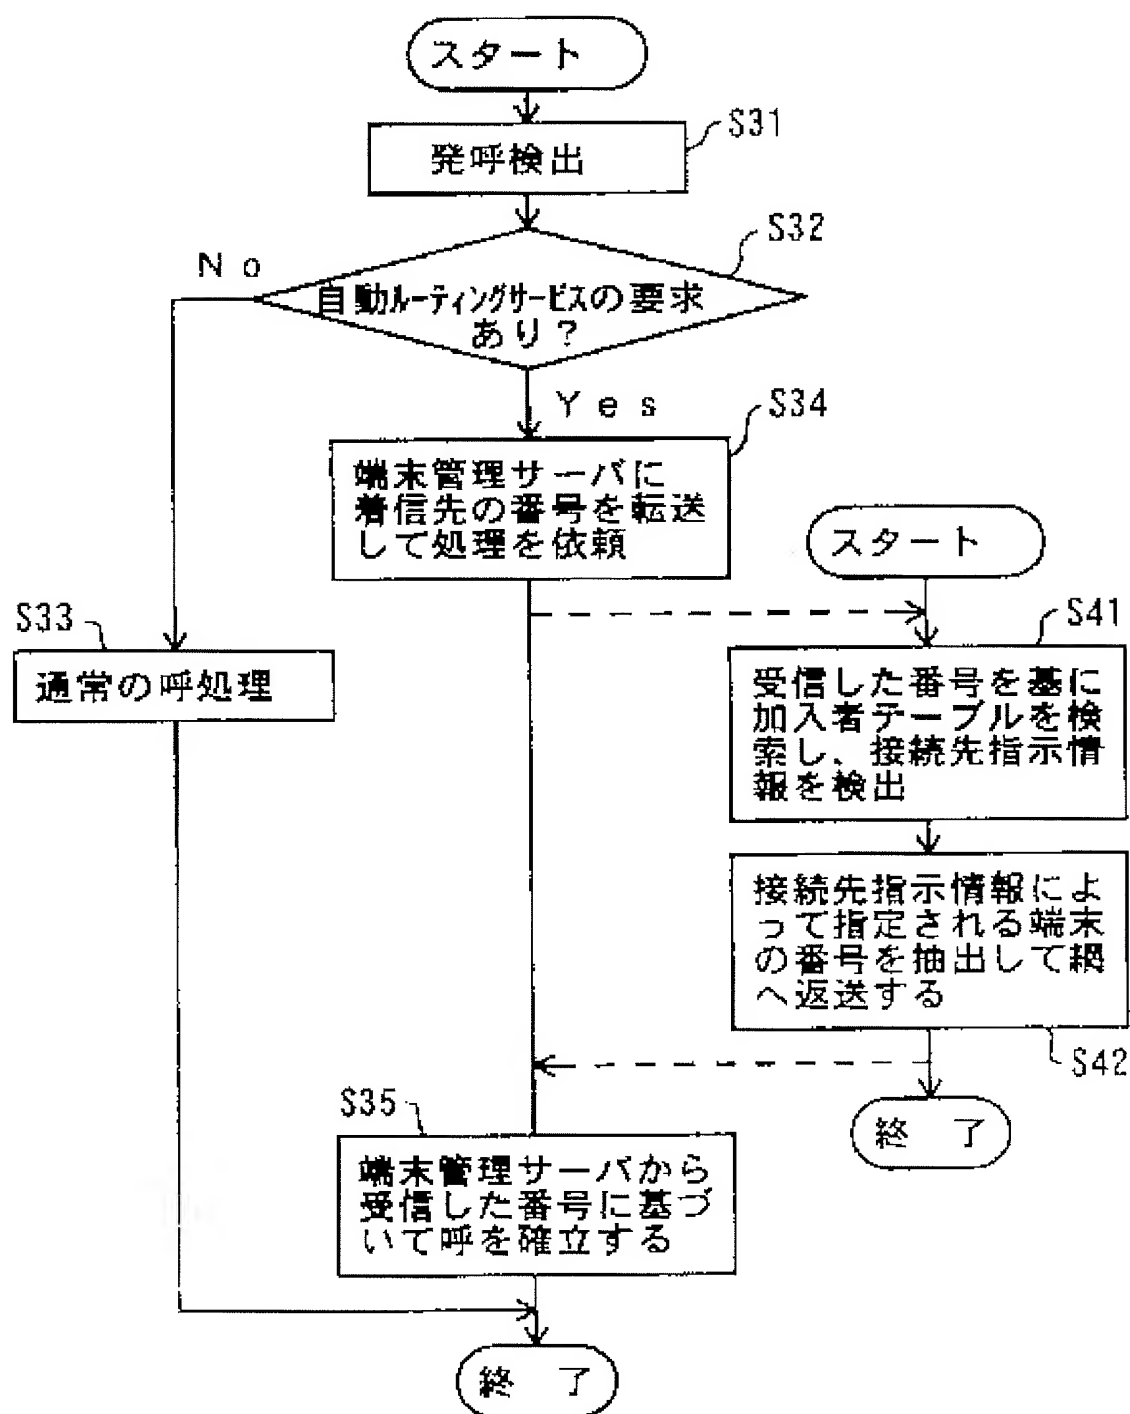 スタート
S31
発呼検出
S32
No
自動ルーティングサービスの要求
あり?
Yes
S34
端末管理サーバに
着信先の番号を転送
して処理を依頼
スタート
S33
通常の呼処理
S41
受信した番号を基に
加入者テーブルを検
索し、接続先指示情
報を検出
接続先指示情報によ
って指定される端末
の番号を抽出して網
へ返送する
S42
終 了
S35
端末管理サーバから
受信した番号に基づ
いて呼を確立する
終 了